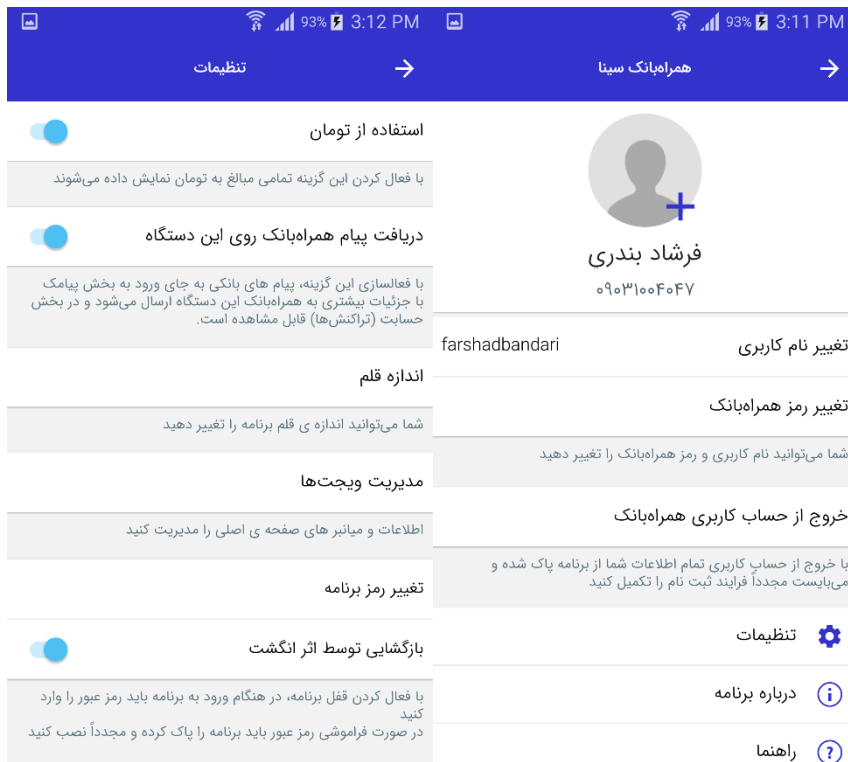 93% 3:11 PM
همراه‌بانک سینا
فرشاد بندری
۰۹۰۳۱۰۰۴۰۴۷
تغییر نام کاربری farshadbandari
تغییر رمز همراه‌بانک
شما می‌توانید نام کاربری و رمز همراه‌بانک را تغییر دهید
خروج از حساب کاربری همراه‌بانک
با خروج از حساب کاربری تمام اطلاعات شما از برنامه پاک شده و
می‌بایست مجدداً فرایند ثبت نام را تکمیل کنید
تنظیمات
درباره برنامه
راهنما
93% 3:12 PM
تنظیمات
استفاده از تومان
با فعال کردن این گزینه تمامی مبالغ به تومان نمایش داده می‌شوند
دریافت پیام همراه‌بانک روی این دستگاه
با فعالسازی این گزینه، پیام های بانکی به جای ورود به بخش پیامک
با جزئیات بیشتری به همراه‌بانک این دستگاه ارسال می‌شود و در بخش
حسابت (تراکنش‌ها) قابل مشاهده است.
اندازه قلم
شما می‌توانید اندازه ی قلم برنامه را تغییر دهید
مدیریت ویجت‌ها
اطلاعات و میانبر های صفحه ی اصلی را مدیریت کنید
تغییر رمز برنامه
بازگشایی توسط اثر انگشت
با فعال کردن قفل برنامه، در هنگام ورود به برنامه باید رمز عبور را وارد
کنید
در صورت فراموشی رمز عبور باید برنامه را پاک کرده و مجدداً نصب کنید